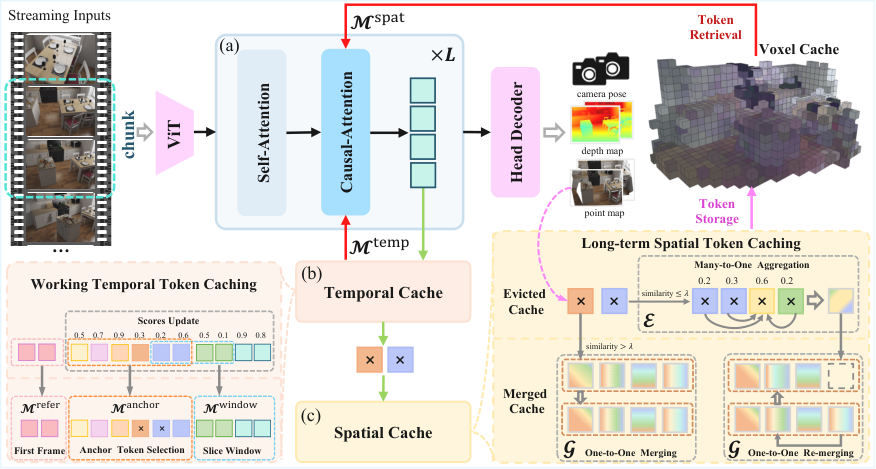 Streaming Inputs
chunk
...
ViT
(a)
Self-Attention
Causal-Attention
×L
𝓜spat
𝓜temp
Head Decoder
camera pose
depth map
point map
Token
Retrieval
Voxel Cache
Token
Storage
Working Temporal Token Caching
Scores Update
0.5 0.7 0.9 0.3 0.2 0.6 0.5 0.1 0.9 0.8
𝓜refer
𝓜anchor
𝓜window
× × ×
First Frame
Anchor Token Selection
Slice Window
(b)
Temporal Cache
× ×
(c)
Spatial Cache
Long-term Spatial Token Caching
Many-to-One Aggregation
0.2 0.3 0.6 0.2
Evicted
Cache
× ×
similarity ≤ λ
× × × ×
𝓔
similarity > λ
Merged
Cache
𝓖 One-to-One Merging
𝓖 One-to-One Re-merging